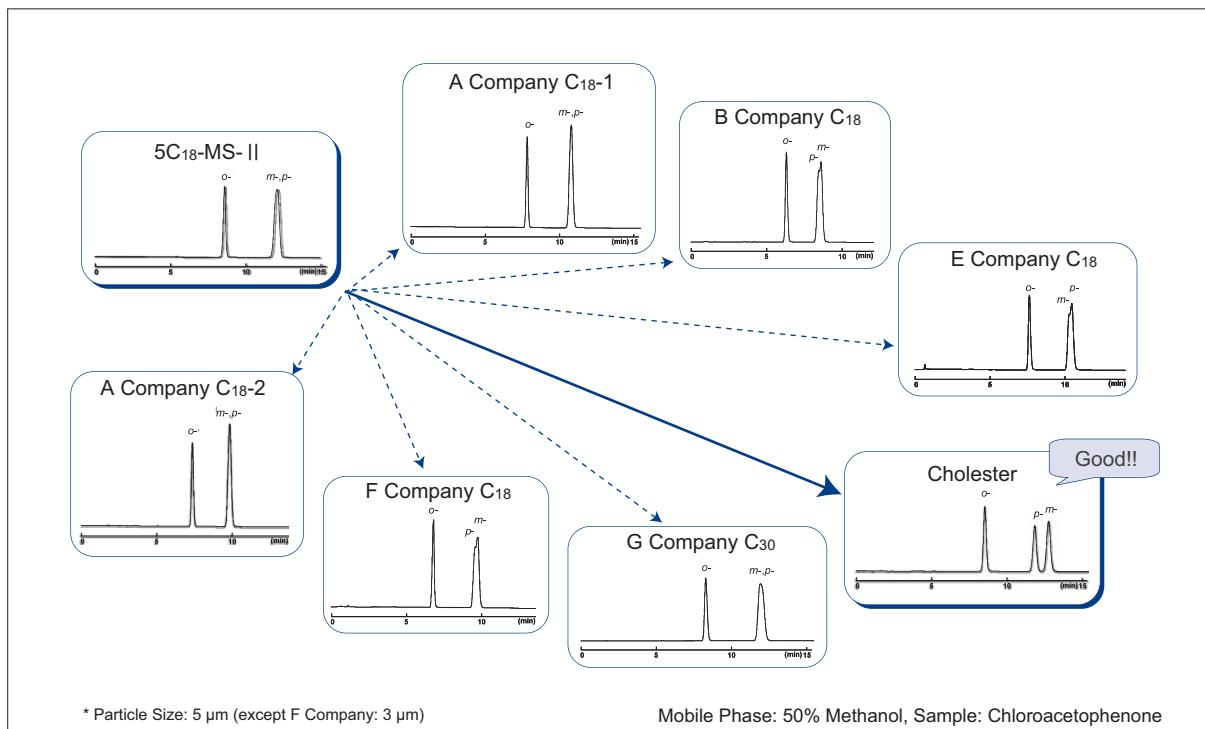 5C18-MS-II
o-
m-,p-
0 5 10 (min) 15
A Company C18-1
o-
m-,p-
0 5 10 (min) 15
B Company C18
o-
m-
p-
0 5 10 (min)
E Company C18
o-
p-
m-
0 5 10 (min)
A Company C18-2
o-
m-,p-
0 5 10 (min)
F Company C18
o-
m-
p-
0 5 10 (min)
G Company C30
o-
m-,p-
0 5 10 (min) 15
Good!!
Cholester
o-
p-
m-
0 5 10 (min) 15
* Particle Size: 5 µm (except F Company: 3 µm)
Mobile Phase: 50% Methanol, Sample: Chloroacetophenone